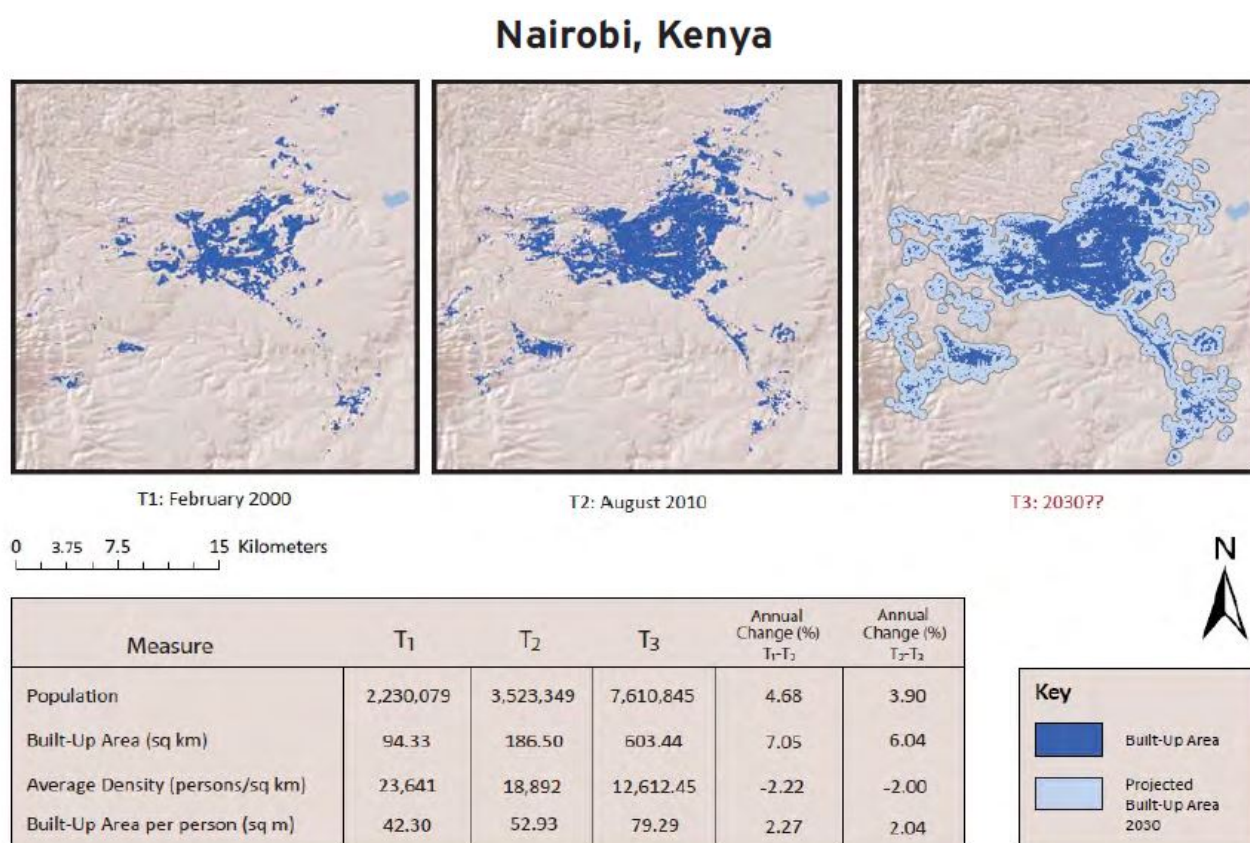 Nairobi, Kenya
T1: February 2000
T2: August 2010
T3: 2030??
0 3.75 7.5 15 Kilometers
N
Measure T1 T2 T3 Annual Change (%) T1-T2 Annual Change (%) T2-T3
Population 2,230,079 3,523,349 7,610,845 4.68 3.90
Built-Up Area (sq km) 94.33 186.50 603.44 7.05 6.04
Average Density (persons/sq km) 23,641 18,892 12,612.45 -2.22 -2.00
Built-Up Area per person (sq m) 42.30 52.93 79.29 2.27 2.04
Key
Built-Up Area
Projected
Built-Up Area
2030